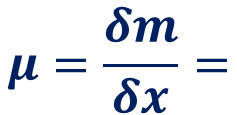 μ = δm / δx =